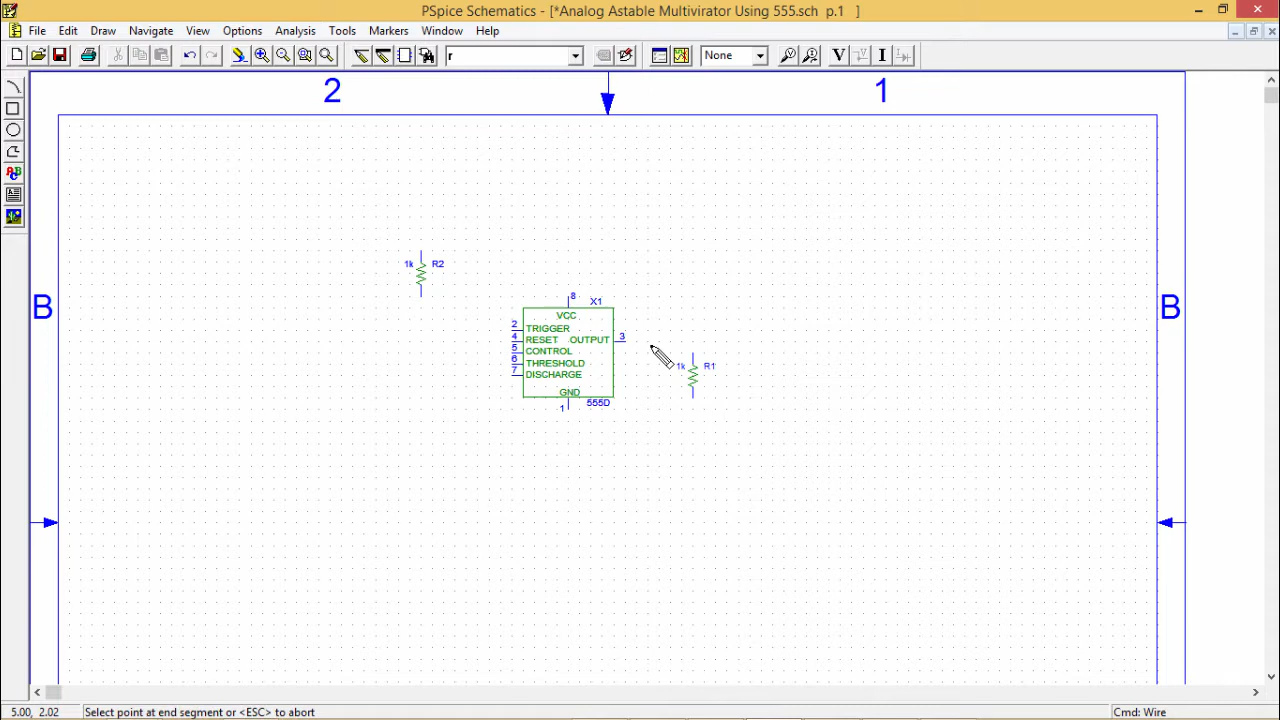 PSpice Schematics - [*Analog Astable Multivirator Using 555.sch p.1 ]
File Edit Draw Navigate View Options Analysis Tools Markers Window Help
r None V I
ABC
2 1
B B
1k R2
8 X1
VCC
2 TRIGGER
4 RESET OUTPUT 3
5 CONTROL
6 THRESHOLD
7 DISCHARGE
GND
1 555D
1k R1
5.00, 2.02 Select point at end segment or <ESC> to abort Cmd: Wire